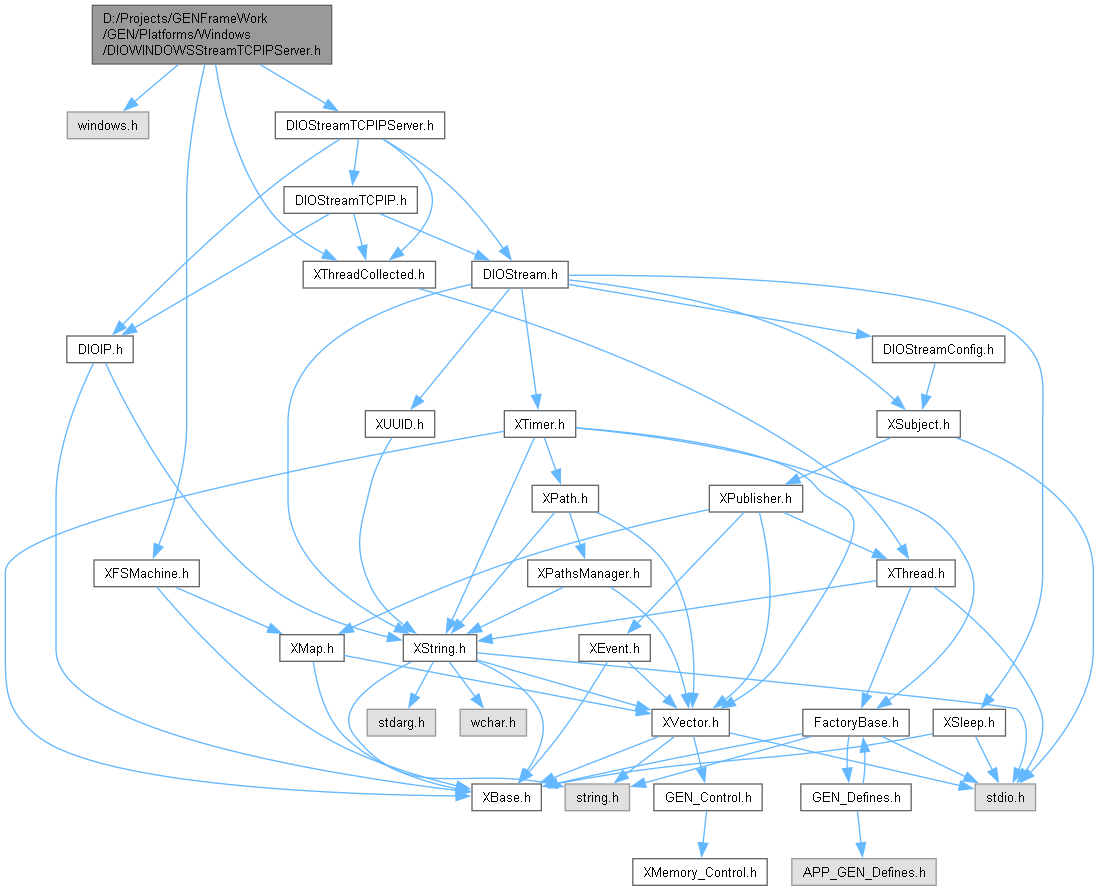 D:/Projects/GENFrameWork
/GEN/Platforms/Windows
/DIOWINDOWSStreamTCPIPServer.h
windows.h
DIOStreamTCPIPServer.h
DIOStreamTCPIP.h
XThreadCollected.h
DIOStream.h
DIOIP.h
DIOStreamConfig.h
XUUID.h
XTimer.h
XSubject.h
XPath.h
XPublisher.h
XFSMachine.h
XPathsManager.h
XThread.h
XMap.h
XString.h
XEvent.h
stdarg.h
wchar.h
XVector.h
FactoryBase.h
XSleep.h
XBase.h
string.h
GEN_Control.h
GEN_Defines.h
stdio.h
XMemory_Control.h
APP_GEN_Defines.h